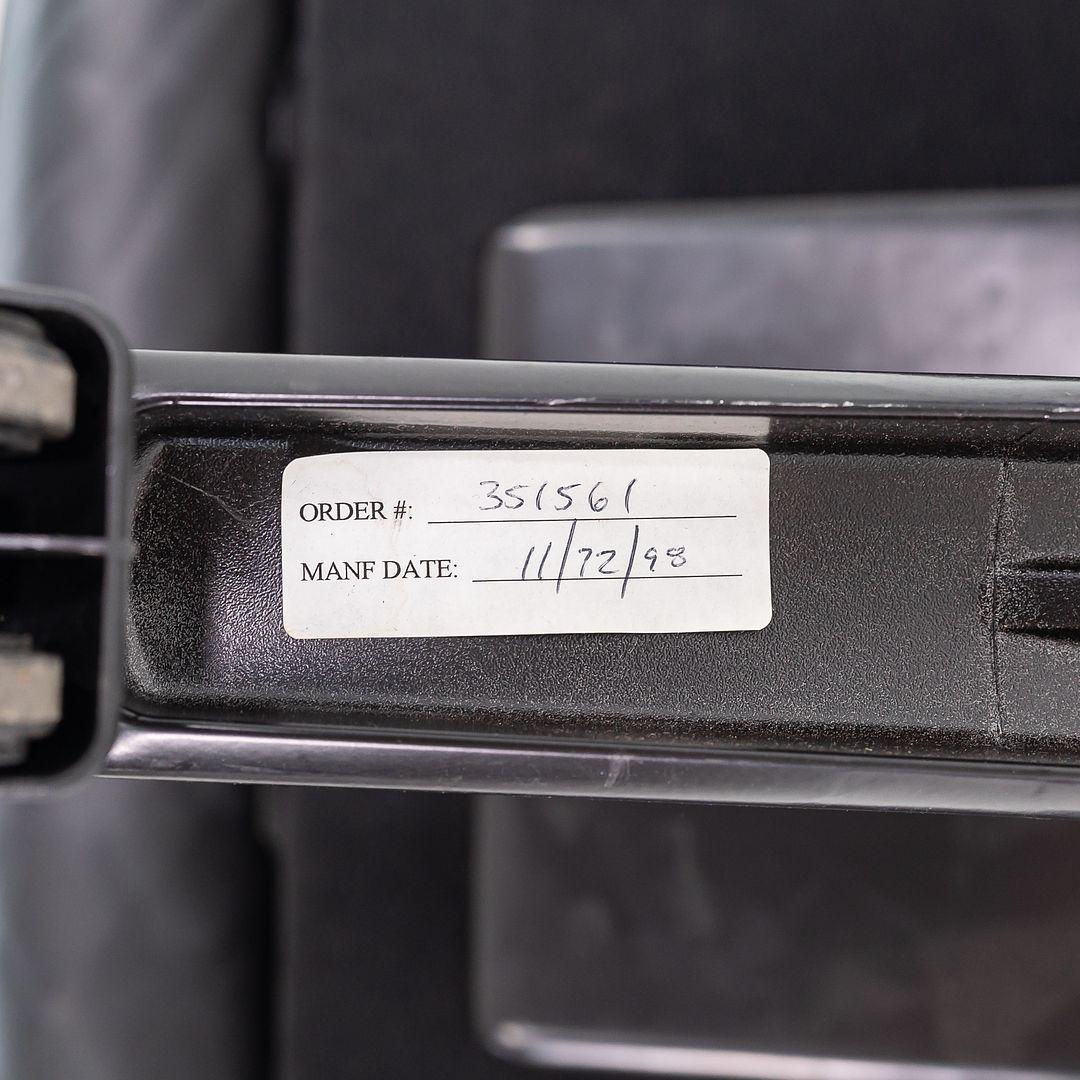 ORDER #: 351561
MANF DATE: 11/22/98